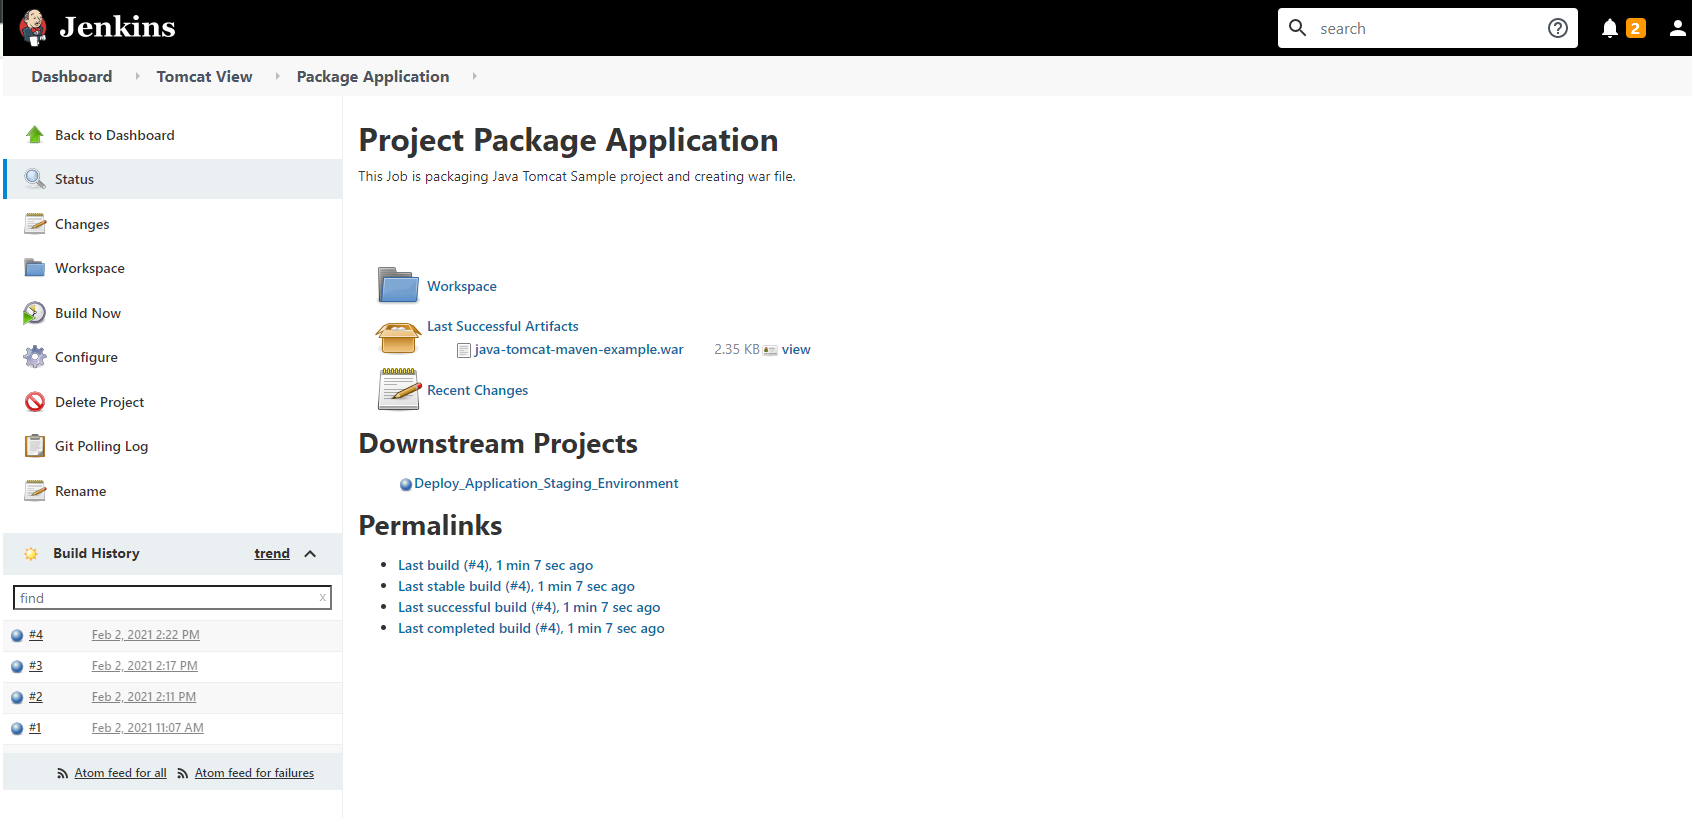 Jenkins
search
2
Dashboard Tomcat View Package Application
Back to Dashboard
Status
Changes
Workspace
Build Now
Configure
Delete Project
Git Polling Log
Rename
Build History trend
find x
#4 Feb 2, 2021 2:22 PM
#3 Feb 2, 2021 2:17 PM
#2 Feb 2, 2021 2:11 PM
#1 Feb 2, 2021 11:07 AM
Atom feed for all Atom feed for failures
Project Package Application
This Job is packaging Java Tomcat Sample project and creating war file.
Workspace
Last Successful Artifacts
java-tomcat-maven-example.war 2.35 KB view
Recent Changes
Downstream Projects
Deploy_Application_Staging_Environment
Permalinks
Last build (#4), 1 min 7 sec ago
Last stable build (#4), 1 min 7 sec ago
Last successful build (#4), 1 min 7 sec ago
Last completed build (#4), 1 min 7 sec ago